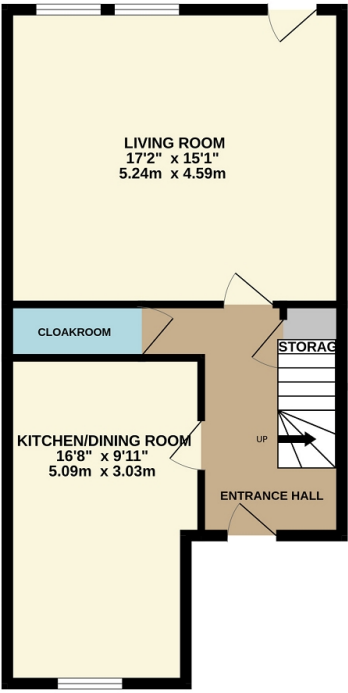 LIVING ROOM
17'2" x 15'1"
5.24m x 4.59m
CLOAKROOM
STORAG
KITCHEN/DINING ROOM
16'8" x 9'11"
5.09m x 3.03m
UP
ENTRANCE HALL